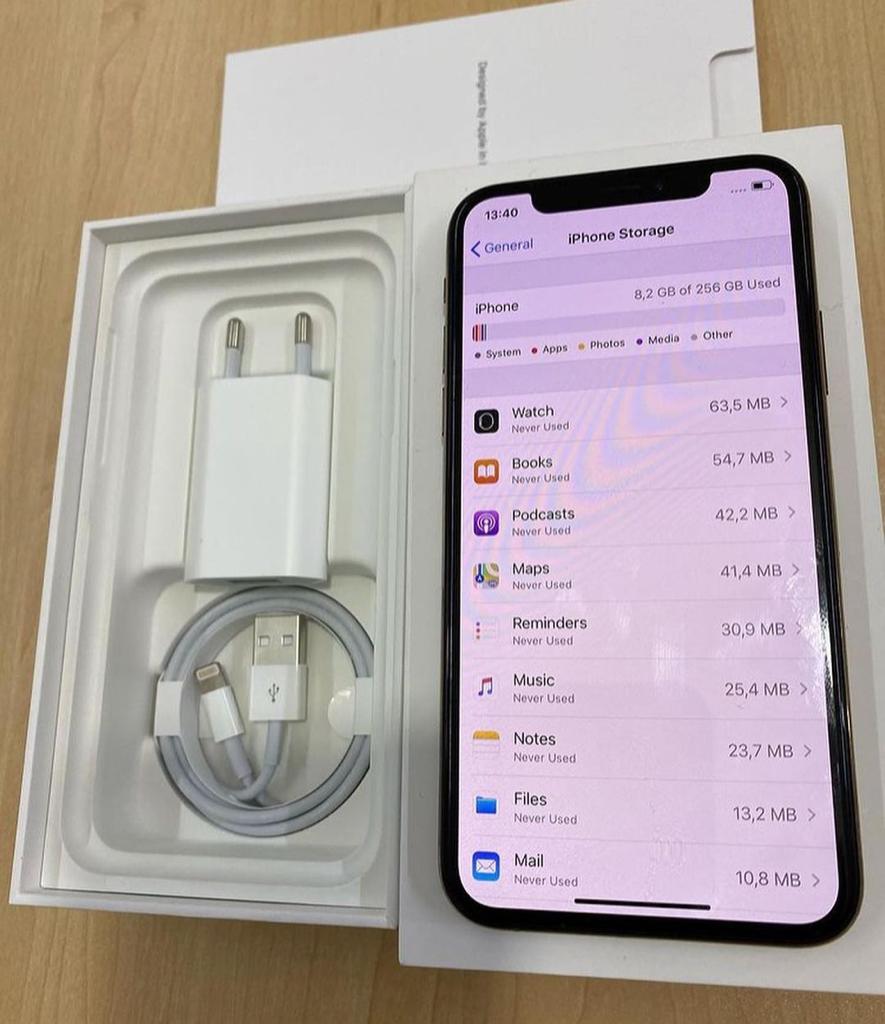 Designed by Apple in
13:40
General
iPhone Storage
iPhone
8,2 GB of 256 GB Used
System Apps Photos Media Other
Watch
63,5 MB
Never Used
Books
54,7 MB
Never Used
Podcasts
42,2 MB
Never Used
Maps
41,4 MB
Never Used
Reminders
30,9 MB
Never Used
Music
25,4 MB
Never Used
Notes
23,7 MB
Never Used
Files
13,2 MB
Never Used
Mail
10,8 MB
Never Used